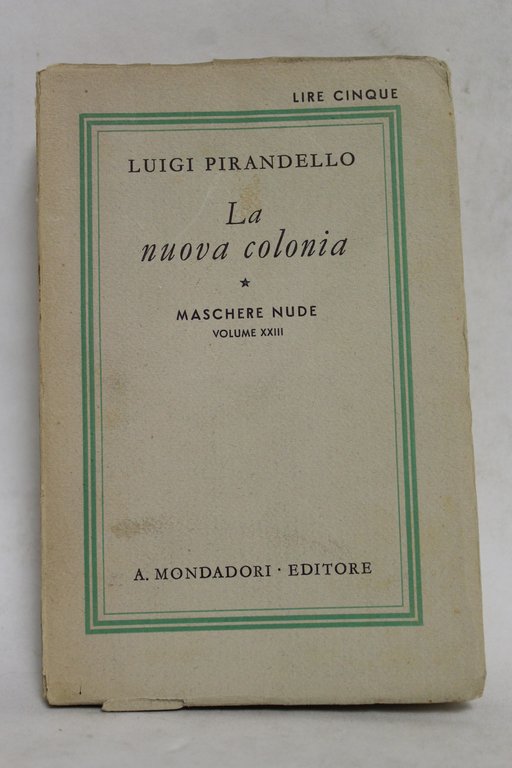 LIRE CINQUE
LUIGI PIRANDELLO
La
nuova colonia
MASCHERE NUDE
VOLUME XXIII
A. MONDADORI · EDITORE